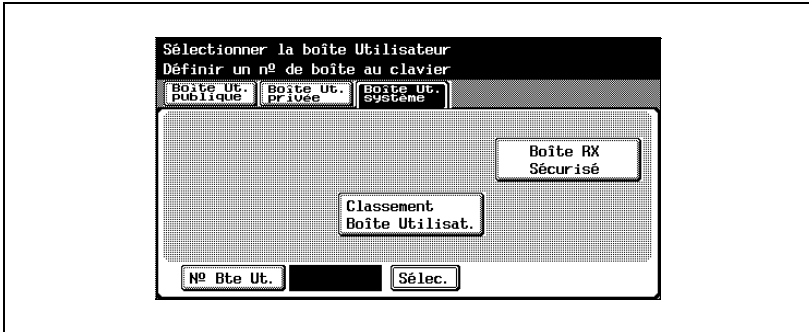 Sélectionner la boîte Utilisateur
Définir un nº de boîte au clavier
Boîte Ut. publique
Boîte Ut. privée
Boîte Ut. système
Boîte RX
Sécurisé
Classement
Boîte Utilisat.
Nº Bte Ut.
Sélec.